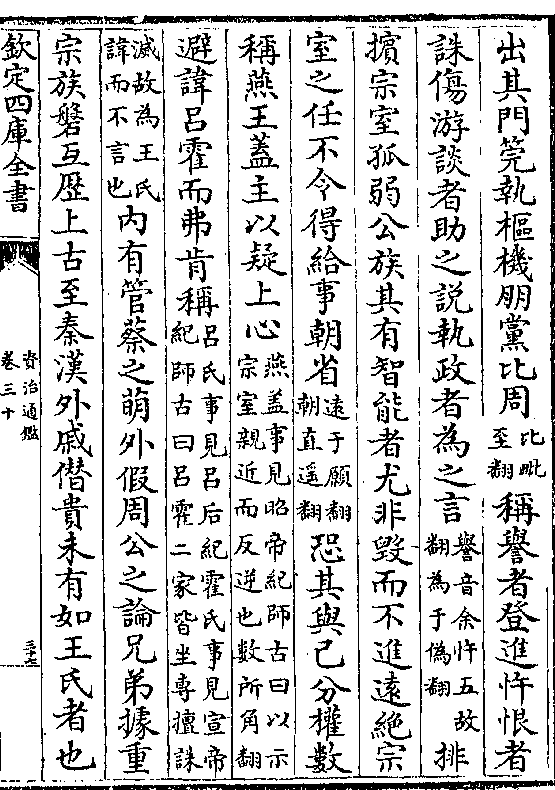 出其門筦執樞機朋黨比周比毗至翻稱譽者登進忤恨者
誅傷游談者助之説執政者為之言譽音余忤五故翻為于偽翻排
擯宗室孤弱公族其有智能者尤非毀而不進遠絶宗
室之任不令得給事朝省遠于願翻朝直遥翻恐其與已分權數
稱燕王蓋主以疑上心燕蓋事見昭帝紀師古曰以示宗室親近而反逆也數所角翻
避諱吕霍而弗肯稱吕氏事見吕后紀霍氏事見宣帝紀師古曰吕霍二家皆坐專擅誅
滅故為王氏諱而不言也内有管蔡之萌外假周公之論兄弟據重
宗族磐互歴上古至秦漢外戚僭貴未有如王氏者也
欽定四庫全書
資治通鑑
卷三十
三十七